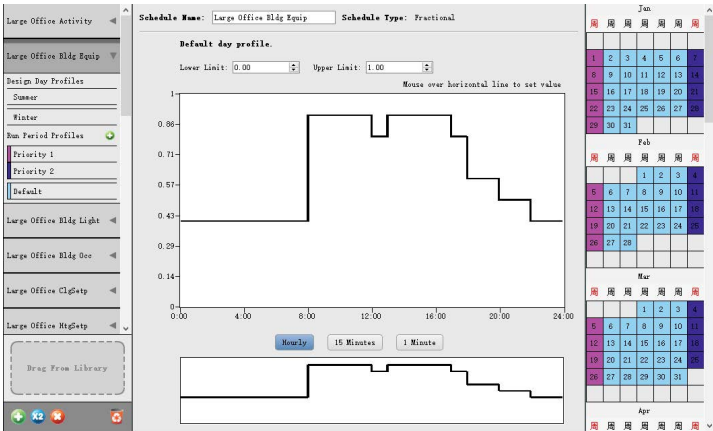 Large Office Activity
Large Office Bldg Equip
Design Day Profiles
Summer
Winter
Run Period Profiles
Priority 1
Priority 2
Default
Large Office Bldg Light
Large Office Bldg Occ
Large Office ClgSetp
Large Office HtgSetp
Drag From Library
X2
Schedule Name: Large Office Bldg Equip Schedule Type: Fractional
Default day profile.
Lower Limit: 0.00 Upper Limit: 1.00
Mouse over horizontal line to set value
1
0.86
0.71
0.57
0.43
0.29
0.14
0
0:00 4:00 8:00 12:00 16:00 20:00 24:00
Hourly 15 Minutes 1 Minute
Jan
周 周 周 周 周 周 周
1 2 3 4 5 6 7
8 9 10 11 12 13 14
15 16 17 18 19 20 21
22 23 24 25 26 27 28
29 30 31
Feb
周 周 周 周 周 周 周
1 2 3 4
5 6 7 8 9 10 11
12 13 14 15 16 17 18
19 20 21 22 23 24 25
26 27 28
Mar
周 周 周 周 周 周 周
1 2 3 4
5 6 7 8 9 10 11
12 13 14 15 16 17 18
19 20 21 22 23 24 25
26 27 28 29 30 31
Apr
周 周 周 周 周 周 周